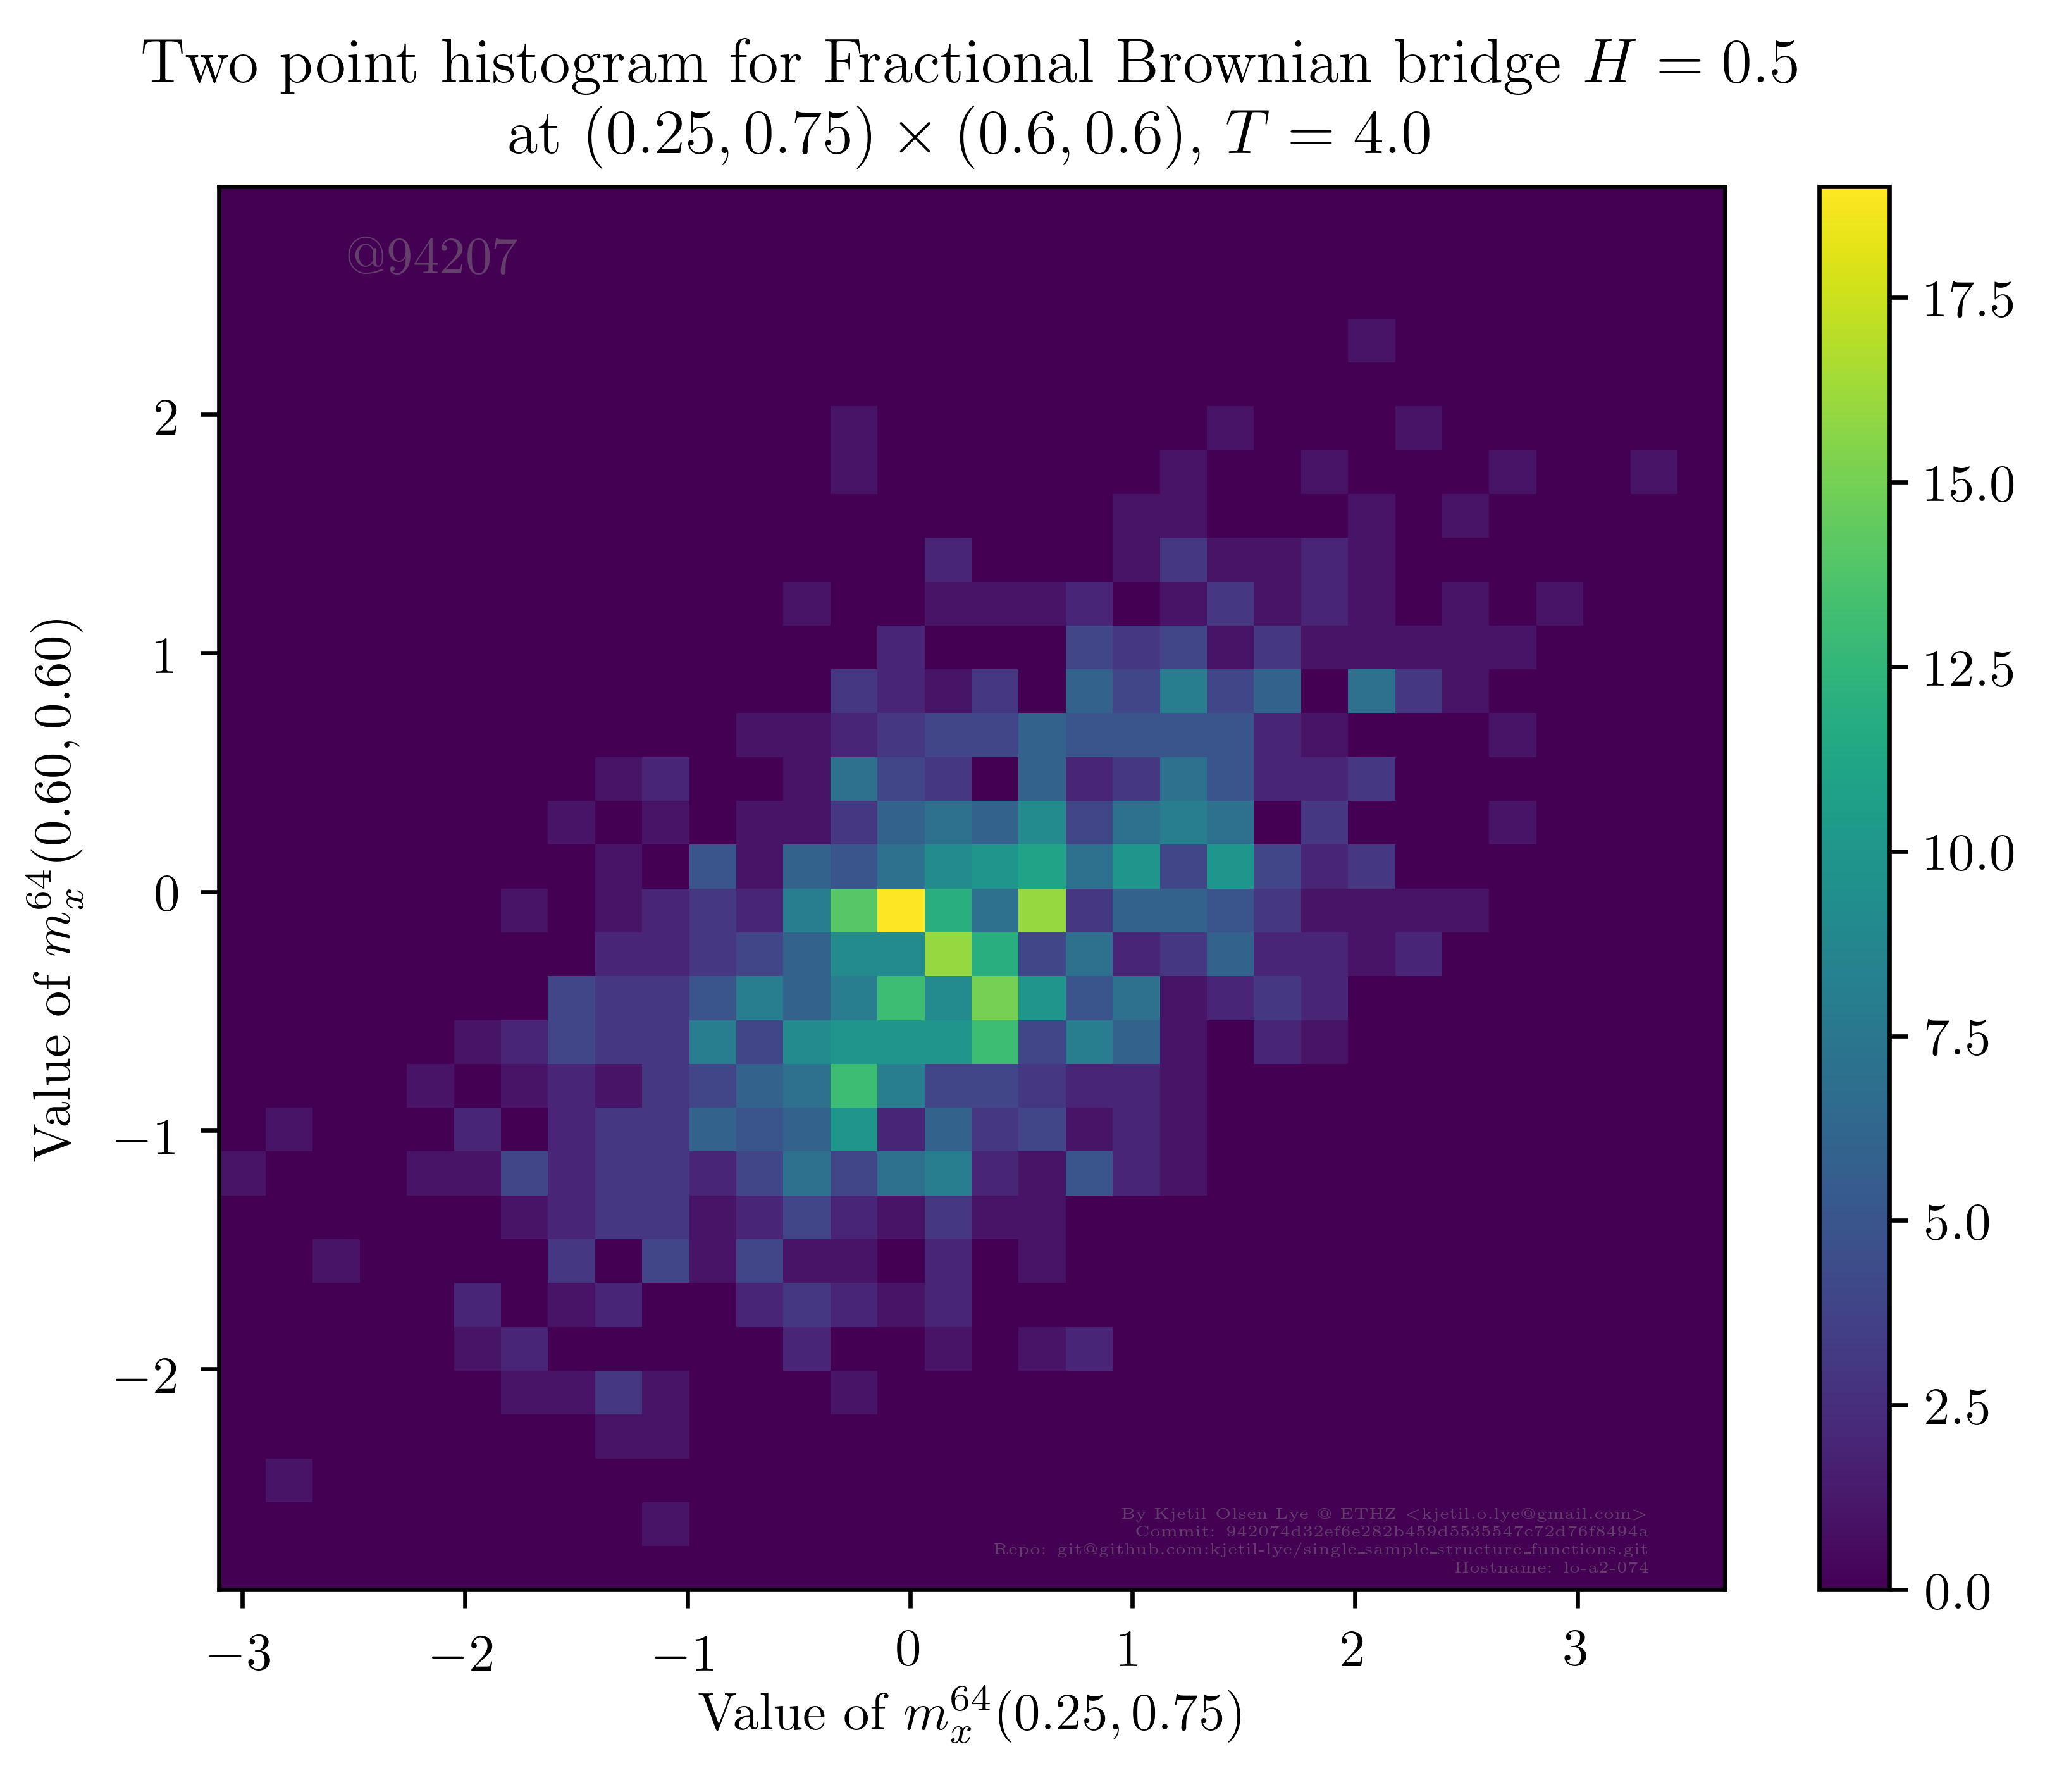 Two point histogram for Fractional Brownian bridge H = 0.5
at (0.25, 0.75) × (0.6, 0.6), T = 4.0
@94207
17.5
15.0
12.5
10.0
7.5
5.0
2.5
0.0
2
1
0
−1
−2
Value of m_x^64(0.60, 0.60)
By Kjetil Olsen Lye @ ETHZ <kjetil.o.lye@gmail.com>
Commit: 942074d32ef6e282b459d5535547c72d76f8494a
Repo: git@github.com:kjetil-lye/single_sample_structure_functions.git
Hostname: lo-a2-074
−3 −2 −1 0 1 2 3
Value of m_x^64(0.25, 0.75)